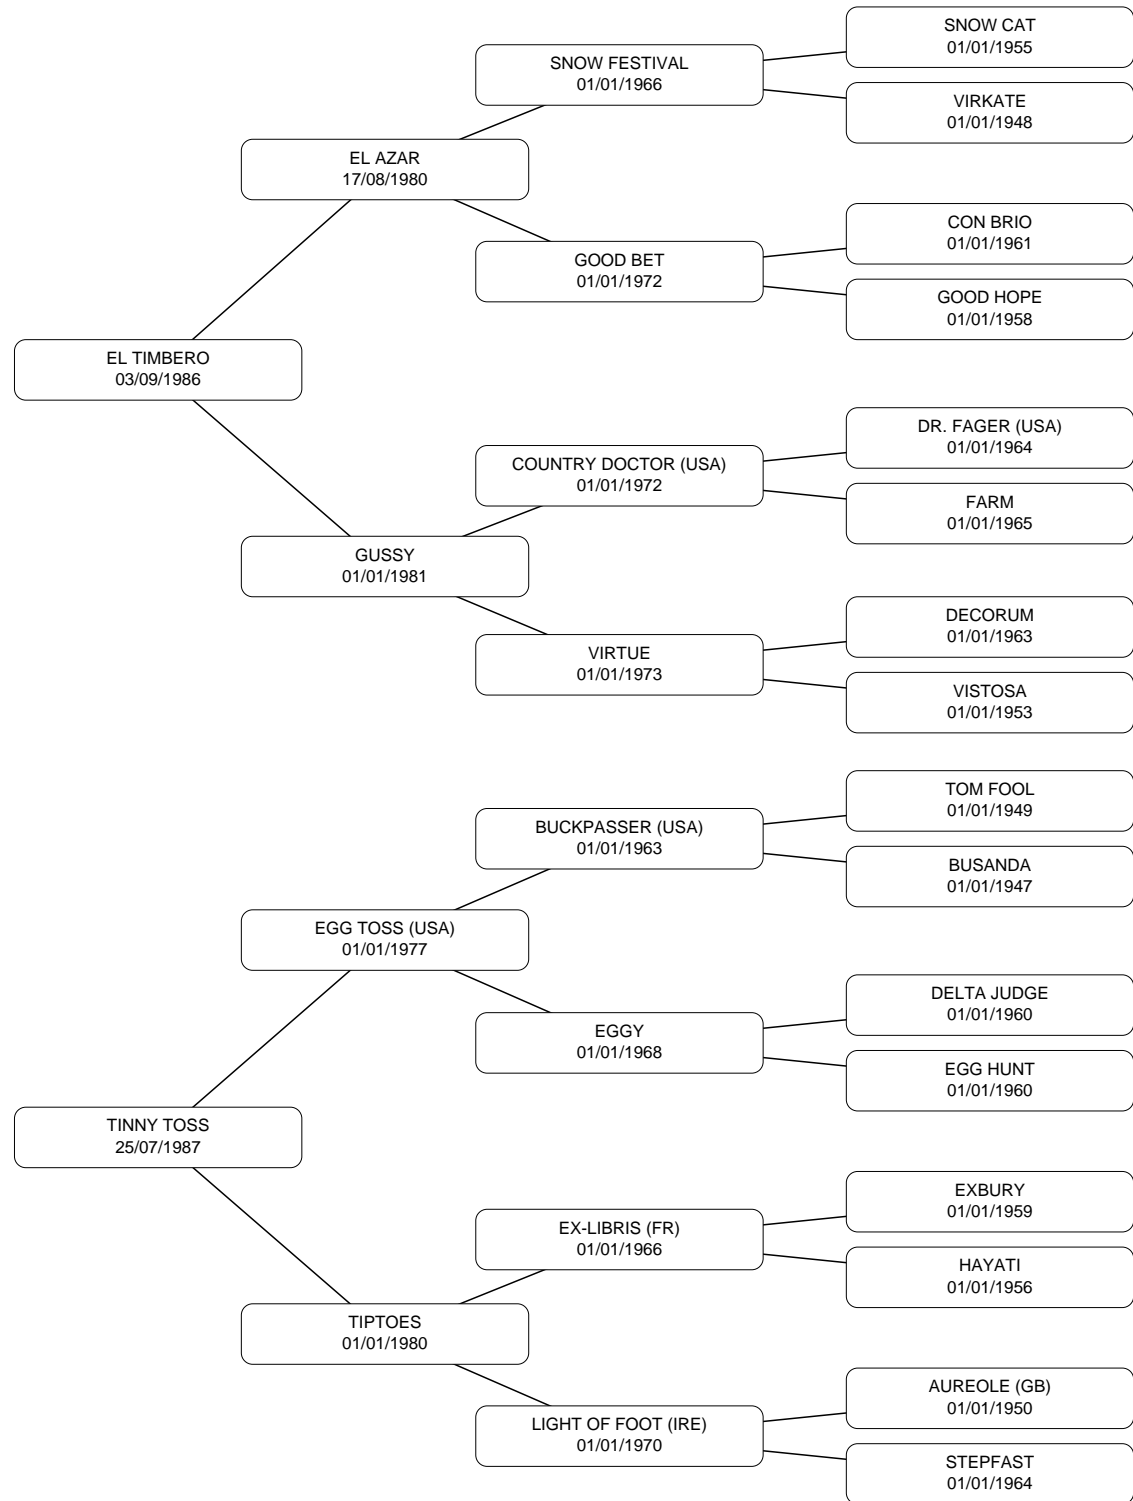 SNOW CAT
01/01/1955
SNOW FESTIVAL
01/01/1966
VIRKATE
01/01/1948
EL AZAR
17/08/1980
CON BRIO
01/01/1961
GOOD BET
01/01/1972
GOOD HOPE
01/01/1958
EL TIMBERO
03/09/1986
DR. FAGER (USA)
01/01/1964
COUNTRY DOCTOR (USA)
01/01/1972
FARM
01/01/1965
GUSSY
01/01/1981
DECORUM
01/01/1963
VIRTUE
01/01/1973
VISTOSA
01/01/1953
TOM FOOL
01/01/1949
BUCKPASSER (USA)
01/01/1963
BUSANDA
01/01/1947
EGG TOSS (USA)
01/01/1977
DELTA JUDGE
01/01/1960
EGGY
01/01/1968
EGG HUNT
01/01/1960
TINNY TOSS
25/07/1987
EXBURY
01/01/1959
EX-LIBRIS (FR)
01/01/1966
HAYATI
01/01/1956
TIPTOES
01/01/1980
AUREOLE (GB)
01/01/1950
LIGHT OF FOOT (IRE)
01/01/1970
STEPFAST
01/01/1964